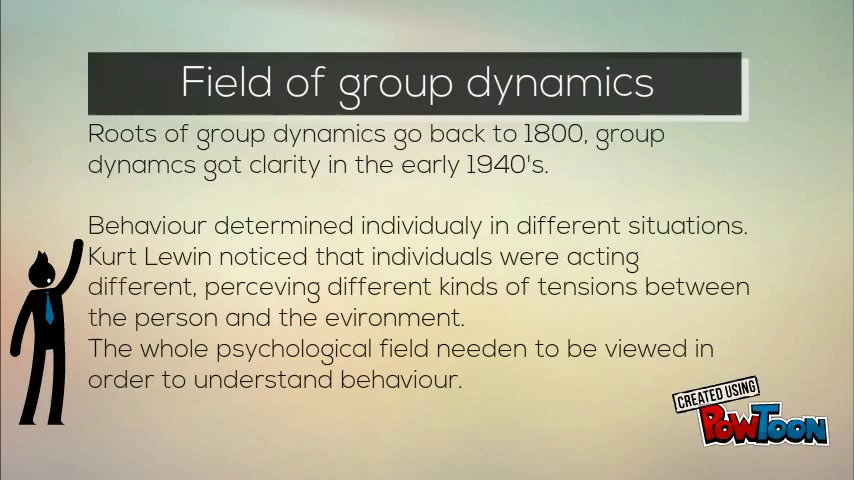 Field of group dynamics
Roots of group dynamics go back to 1800, group
dynamcs got clarity in the early 1940's.
Behaviour determined individualy in different situations.
Kurt Lewin noticed that individuals were acting
different, perceving different kinds of tensions between
the person and the evironment.
The whole psychological field needen to be viewed in
order to understand behaviour.
CREATED USING
POWTOON